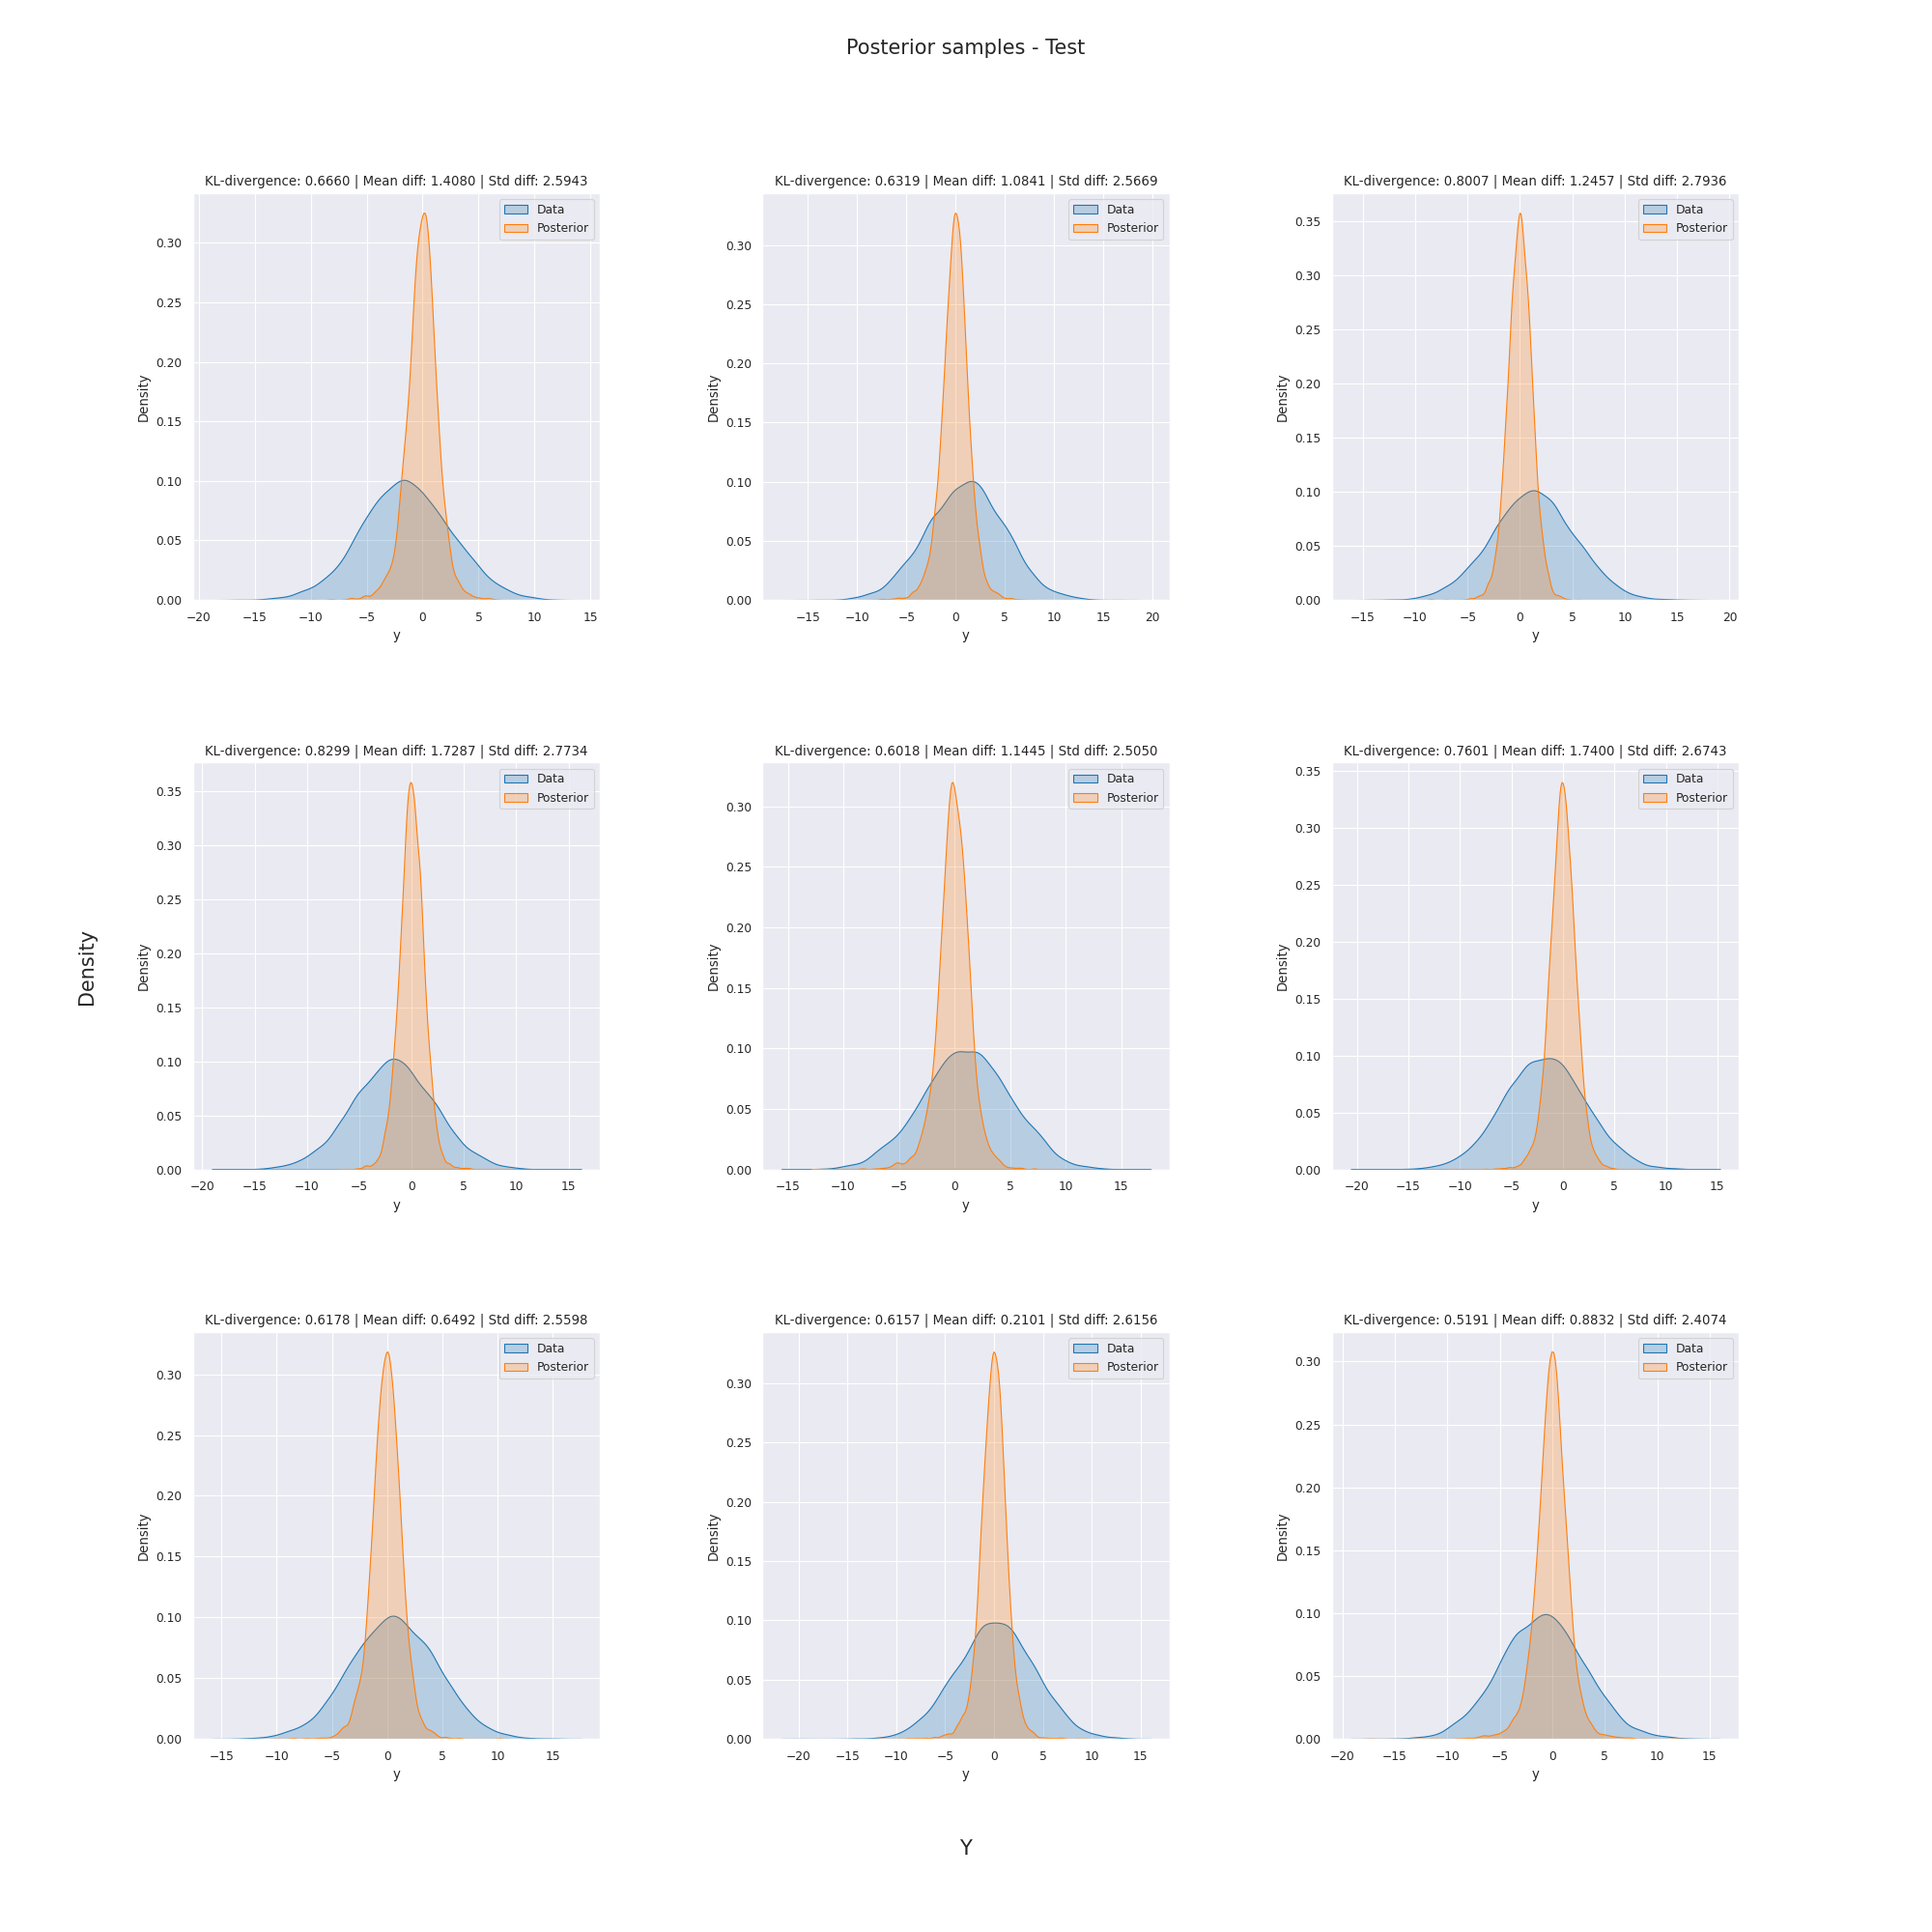 Posterior samples - Test
KL-divergence: 0.6660 | Mean diff: 1.4080 | Std diff: 2.5943
Data
Posterior
0.30
0.25
0.20
0.15
0.10
0.05
0.00
Density
−20 −15 −10 −5 0 5 10 15
y
KL-divergence: 0.6319 | Mean diff: 1.0841 | Std diff: 2.5669
Data
Posterior
0.30
0.25
0.20
0.15
0.10
0.05
0.00
Density
−15 −10 −5 0 5 10 15 20
y
KL-divergence: 0.8007 | Mean diff: 1.2457 | Std diff: 2.7936
Data
Posterior
0.35
0.30
0.25
0.20
0.15
0.10
0.05
0.00
Density
−15 −10 −5 0 5 10 15 20
y
Density
KL-divergence: 0.8299 | Mean diff: 1.7287 | Std diff: 2.7734
Data
Posterior
0.35
0.30
0.25
0.20
0.15
0.10
0.05
0.00
Density
−20 −15 −10 −5 0 5 10 15
y
KL-divergence: 0.6018 | Mean diff: 1.1445 | Std diff: 2.5050
Data
Posterior
0.30
0.25
0.20
0.15
0.10
0.05
0.00
Density
−15 −10 −5 0 5 10 15
y
KL-divergence: 0.7601 | Mean diff: 1.7400 | Std diff: 2.6743
Data
Posterior
0.35
0.30
0.25
0.20
0.15
0.10
0.05
0.00
Density
−20 −15 −10 −5 0 5 10 15
y
KL-divergence: 0.6178 | Mean diff: 0.6492 | Std diff: 2.5598
Data
Posterior
0.30
0.25
0.20
0.15
0.10
0.05
0.00
Density
−15 −10 −5 0 5 10 15
y
KL-divergence: 0.6157 | Mean diff: 0.2101 | Std diff: 2.6156
Data
Posterior
0.30
0.25
0.20
0.15
0.10
0.05
0.00
Density
−20 −15 −10 −5 0 5 10 15
y
KL-divergence: 0.5191 | Mean diff: 0.8832 | Std diff: 2.4074
Data
Posterior
0.30
0.25
0.20
0.15
0.10
0.05
0.00
Density
−20 −15 −10 −5 0 5 10 15
y
Y